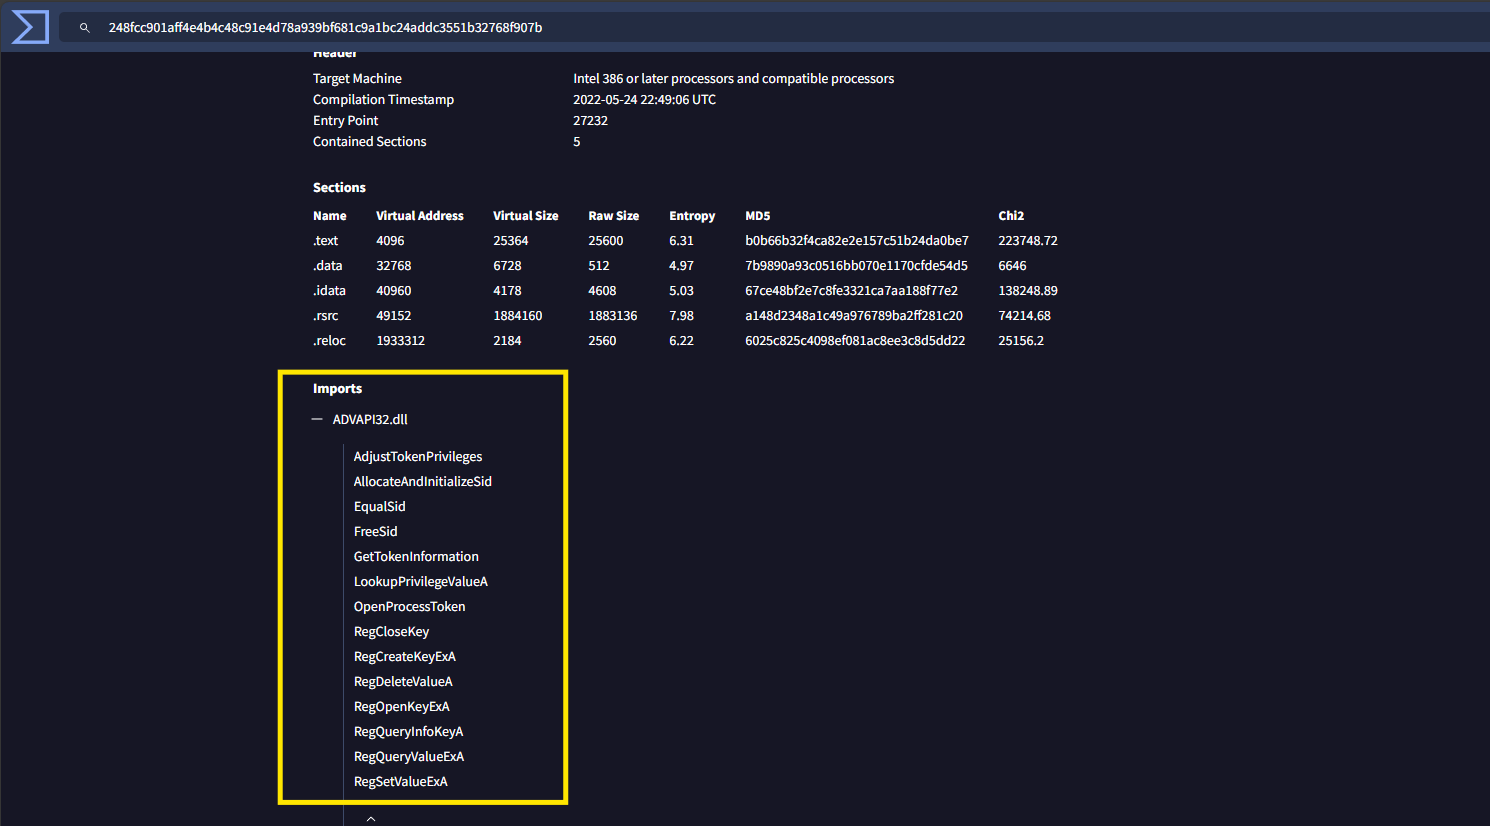 248fcc901aff4e4b4c48c91e4d78a939bf681c9a1bc24addc3551b32768f907b
Header
Target Machine Intel 386 or later processors and compatible processors
Compilation Timestamp 2022-05-24 22:49:06 UTC
Entry Point 27232
Contained Sections 5
Sections
Name Virtual Address Virtual Size Raw Size Entropy MD5 Chi2
.text 4096 25364 25600 6.31 b0b66b32f4ca82e2e157c51b24da0be7 223748.72
.data 32768 6728 512 4.97 7b9890a93c0516bb070e1170cfde54d5 6646
.idata 40960 4178 4608 5.03 67ce48bf2e7c8fe3321ca7aa188f77e2 138248.89
.rsrc 49152 1884160 1883136 7.98 a148d2348a1c49a976789ba2ff281c20 74214.68
.reloc 1933312 2184 2560 6.22 6025c825c4098ef081ac8ee3c8d5dd22 25156.2
Imports
ADVAPI32.dll
AdjustTokenPrivileges
AllocateAndInitializeSid
EqualSid
FreeSid
GetTokenInformation
LookupPrivilegeValueA
OpenProcessToken
RegCloseKey
RegCreateKeyExA
RegDeleteValueA
RegOpenKeyExA
RegQueryInfoKeyA
RegQueryValueExA
RegSetValueExA